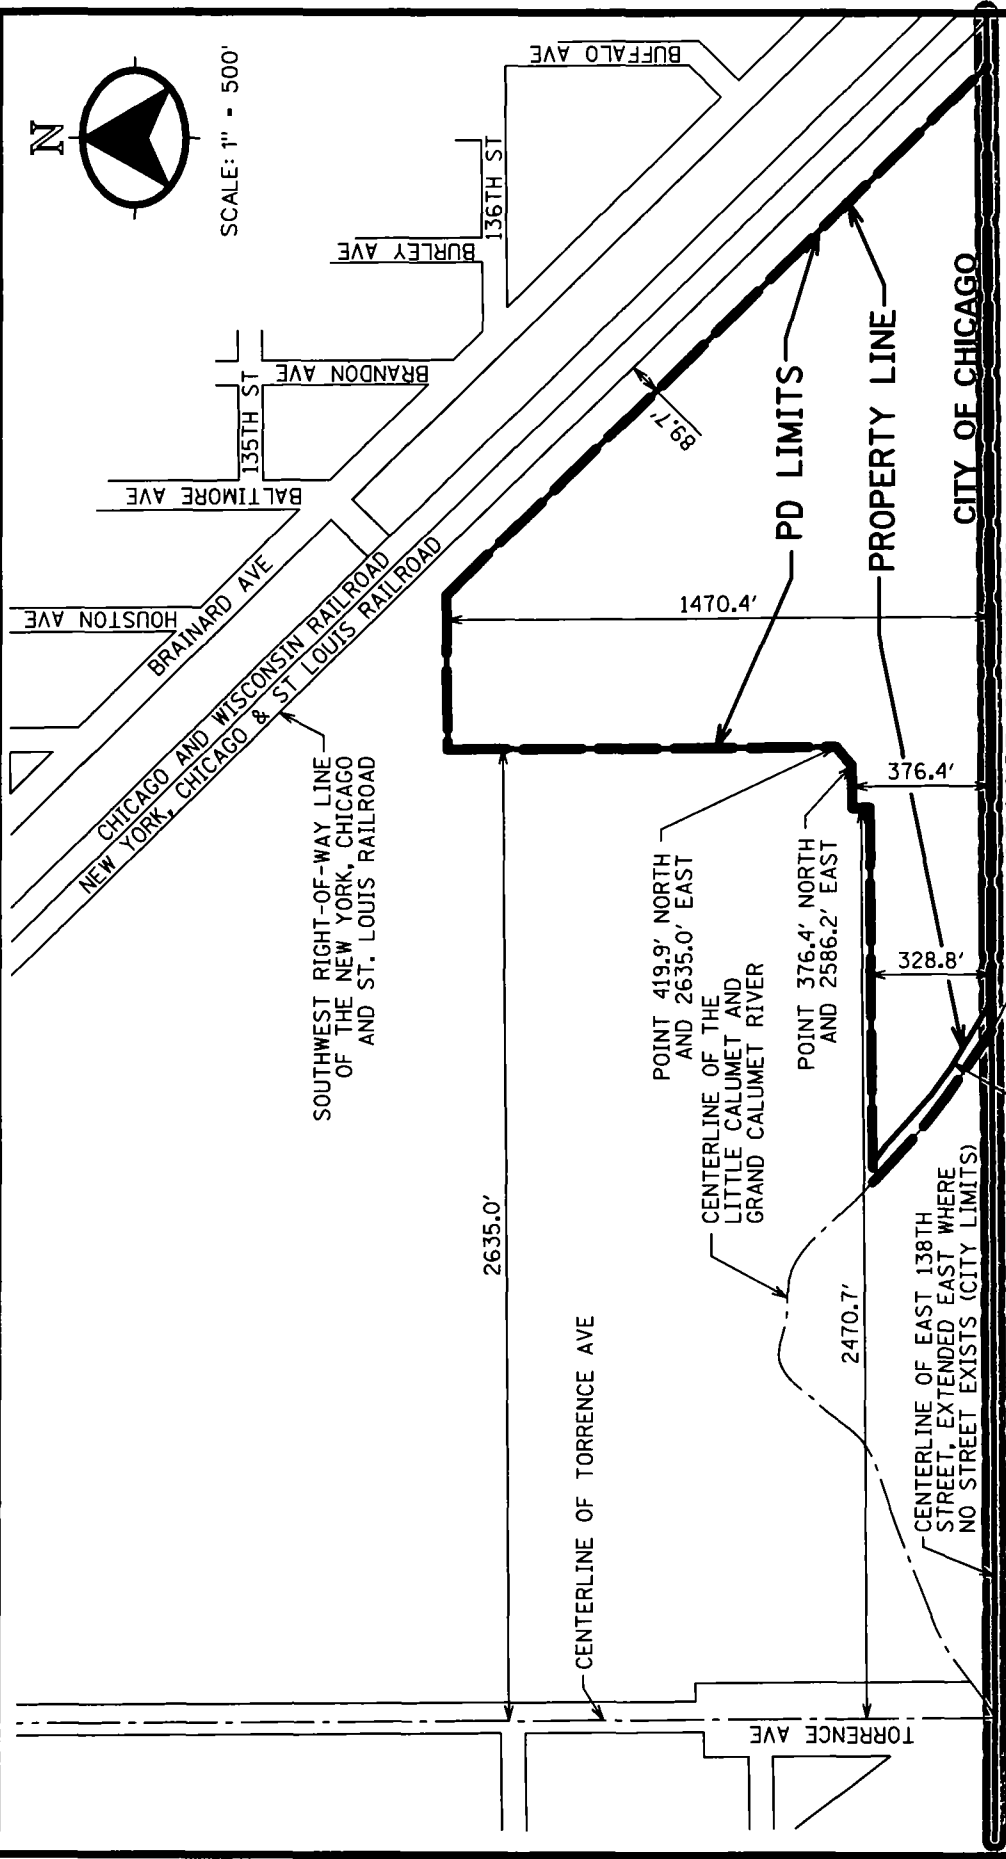 N
SCALE: 1" - 500'
BUFFALO AVE
136TH ST
BURLEY AVE
BRANDON AVE
135TH ST
BALTIMORE AVE
HOUSTON AVE
BRAINARD AVE
CHICAGO AND WISCONSIN RAILROAD
NEW YORK, CHICAGO & ST LOUIS RAILROAD
SOUTHWEST RIGHT-OF-WAY LINE
OF THE NEW YORK, CHICAGO
AND ST. LOUIS RAILROAD
89.7'
PD LIMITS
PROPERTY LINE
CITY OF CHICAGO
1470.4'
376.4'
328.8'
POINT 419.9' NORTH
AND 2635.0' EAST
POINT 376.4' NORTH
AND 2586.2' EAST
CENTERLINE OF THE
LITTLE CALUMET AND
GRAND CALUMET RIVER
2635.0'
2470.7'
CENTERLINE OF TORRENCE AVE
CENTERLINE OF EAST 138TH
STREET, EXTENDED EAST WHERE
NO STREET EXISTS (CITY LIMITS)
TORRENCE AVE